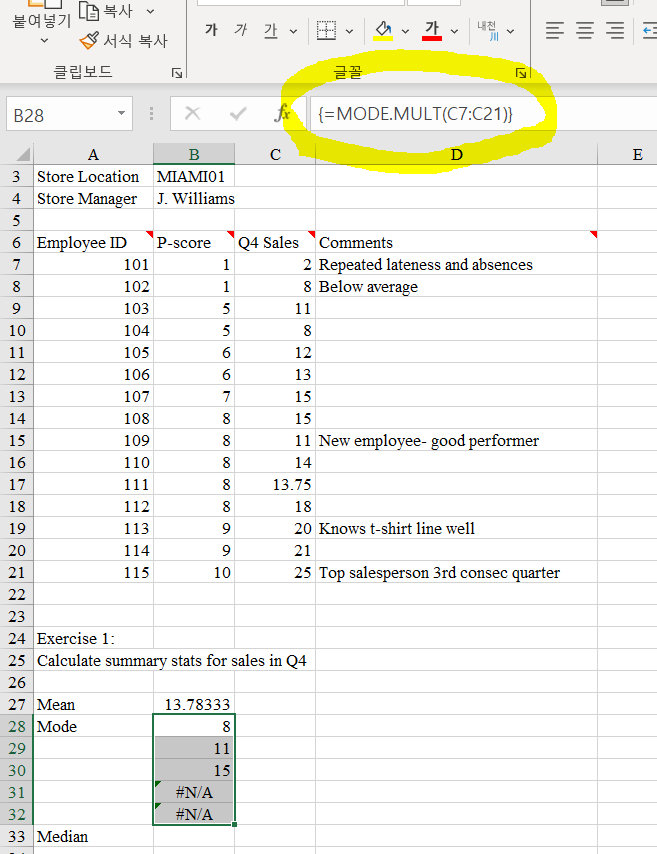 복사
붙여넣기
서식 복사
가 가 가 가 내천
클립보드 글꼴
B28 fx {=MODE.MULT(C7:C21)}
A B C D E
3 Store Location MIAMI01
4 Store Manager J. Williams
5
6 Employee ID P-score Q4 Sales Comments
7 101 1 2 Repeated lateness and absences
8 102 1 8 Below average
9 103 5 11
10 104 5 8
11 105 6 12
12 106 6 13
13 107 7 15
14 108 8 15
15 109 8 11 New employee- good performer
16 110 8 14
17 111 8 13.75
18 112 8 18
19 113 9 20 Knows t-shirt line well
20 114 9 21
21 115 10 25 Top salesperson 3rd consec quarter
22
23
24 Exercise 1:
25 Calculate summary stats for sales in Q4
26
27 Mean 13.78333
28 Mode 8
29 11
30 15
31 #N/A
32 #N/A
33 Median